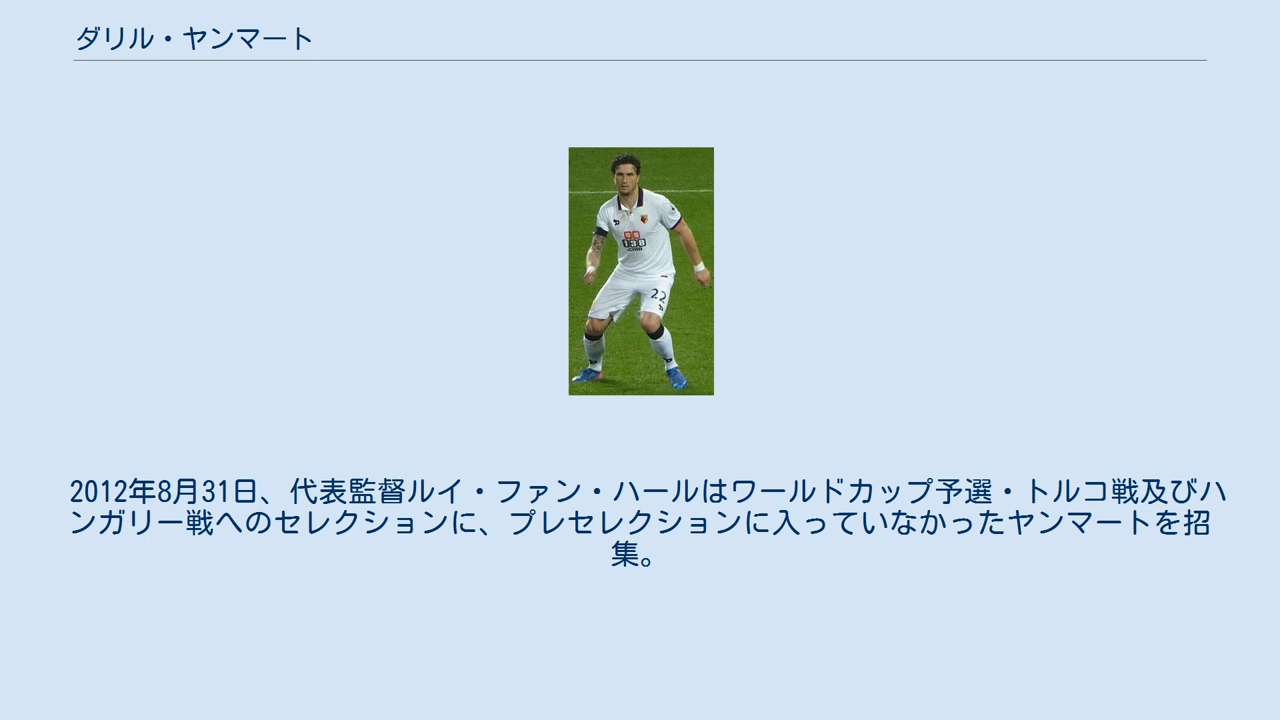 ダリル・ヤンマート
138
22
2012年8月31日、代表監督ルイ・ファン・ハールはワールドカップ予選・トルコ戦及びハ
ンガリー戦へのセレクションに、プレセレクションに入っていなかったヤンマートを招
集。